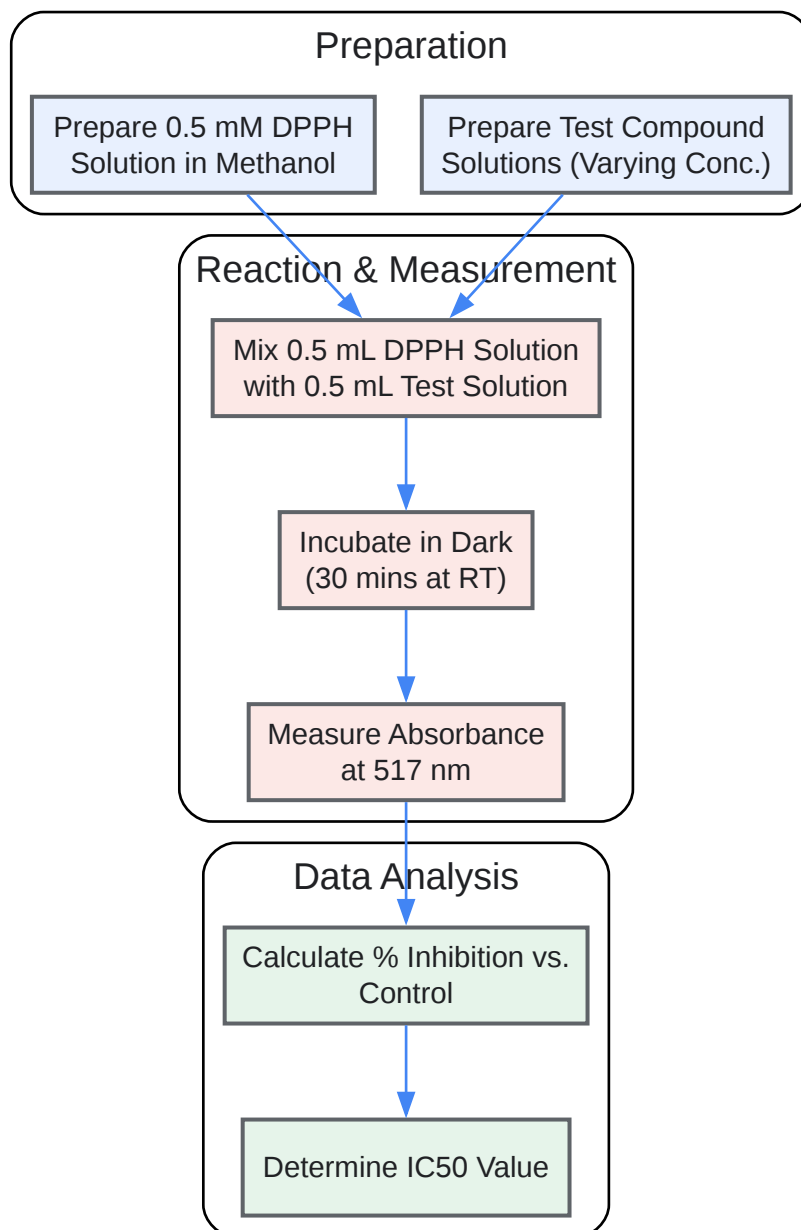 Preparation
Prepare 0.5 mM DPPH
Solution in Methanol
Prepare Test Compound
Solutions (Varying Conc.)
Reaction & Measurement
Mix 0.5 mL DPPH Solution
with 0.5 mL Test Solution
Incubate in Dark
(30 mins at RT)
Measure Absorbance
at 517 nm
Data Analysis
Calculate % Inhibition vs.
Control
Determine IC50 Value